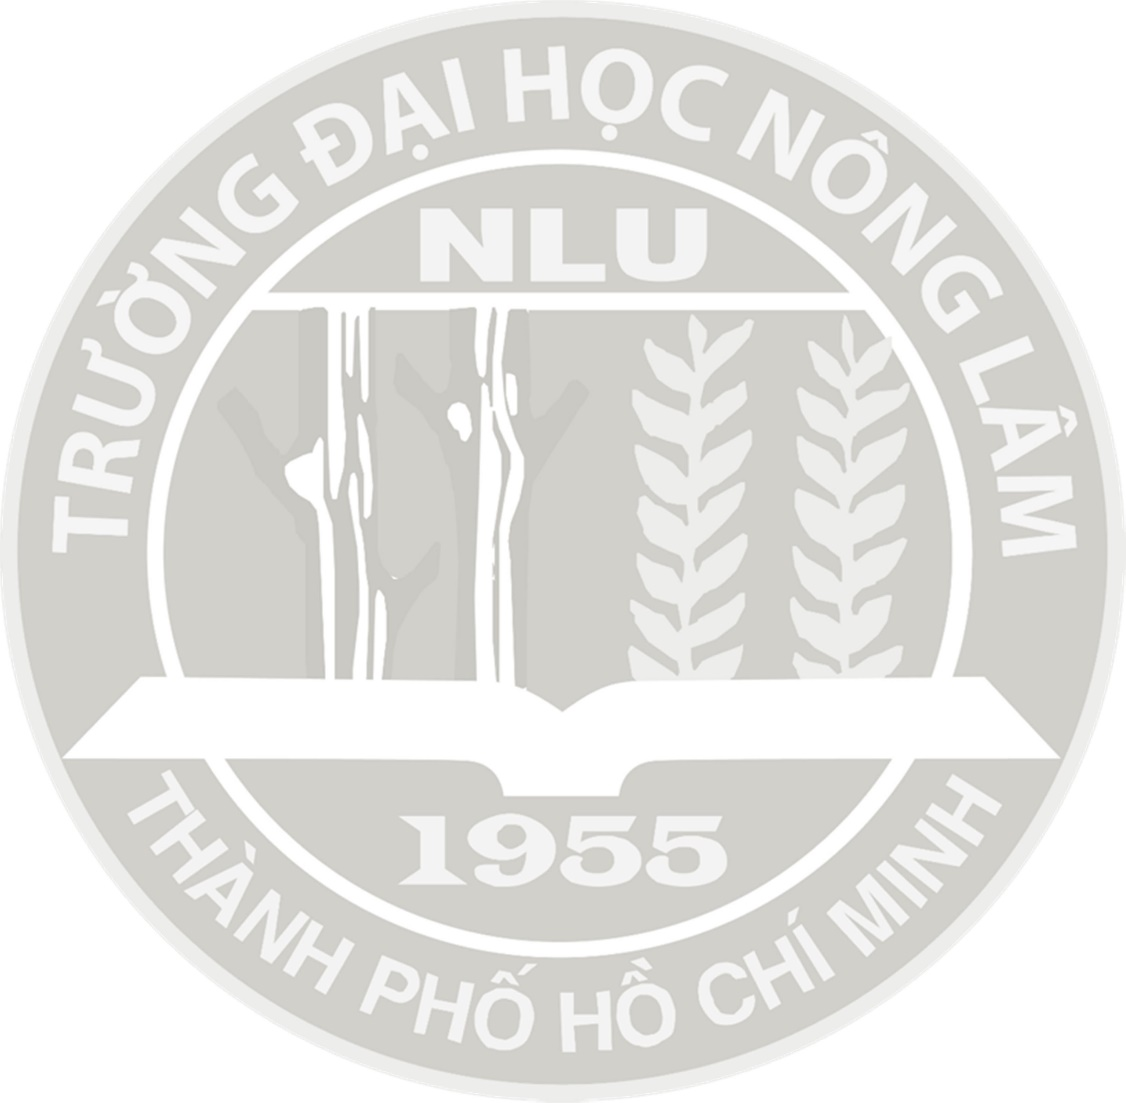 TRƯỜNG ĐẠI HỌC NÔNG LÂM
NLU
1955
THÀNH PHỐ HỒ CHÍ MINH